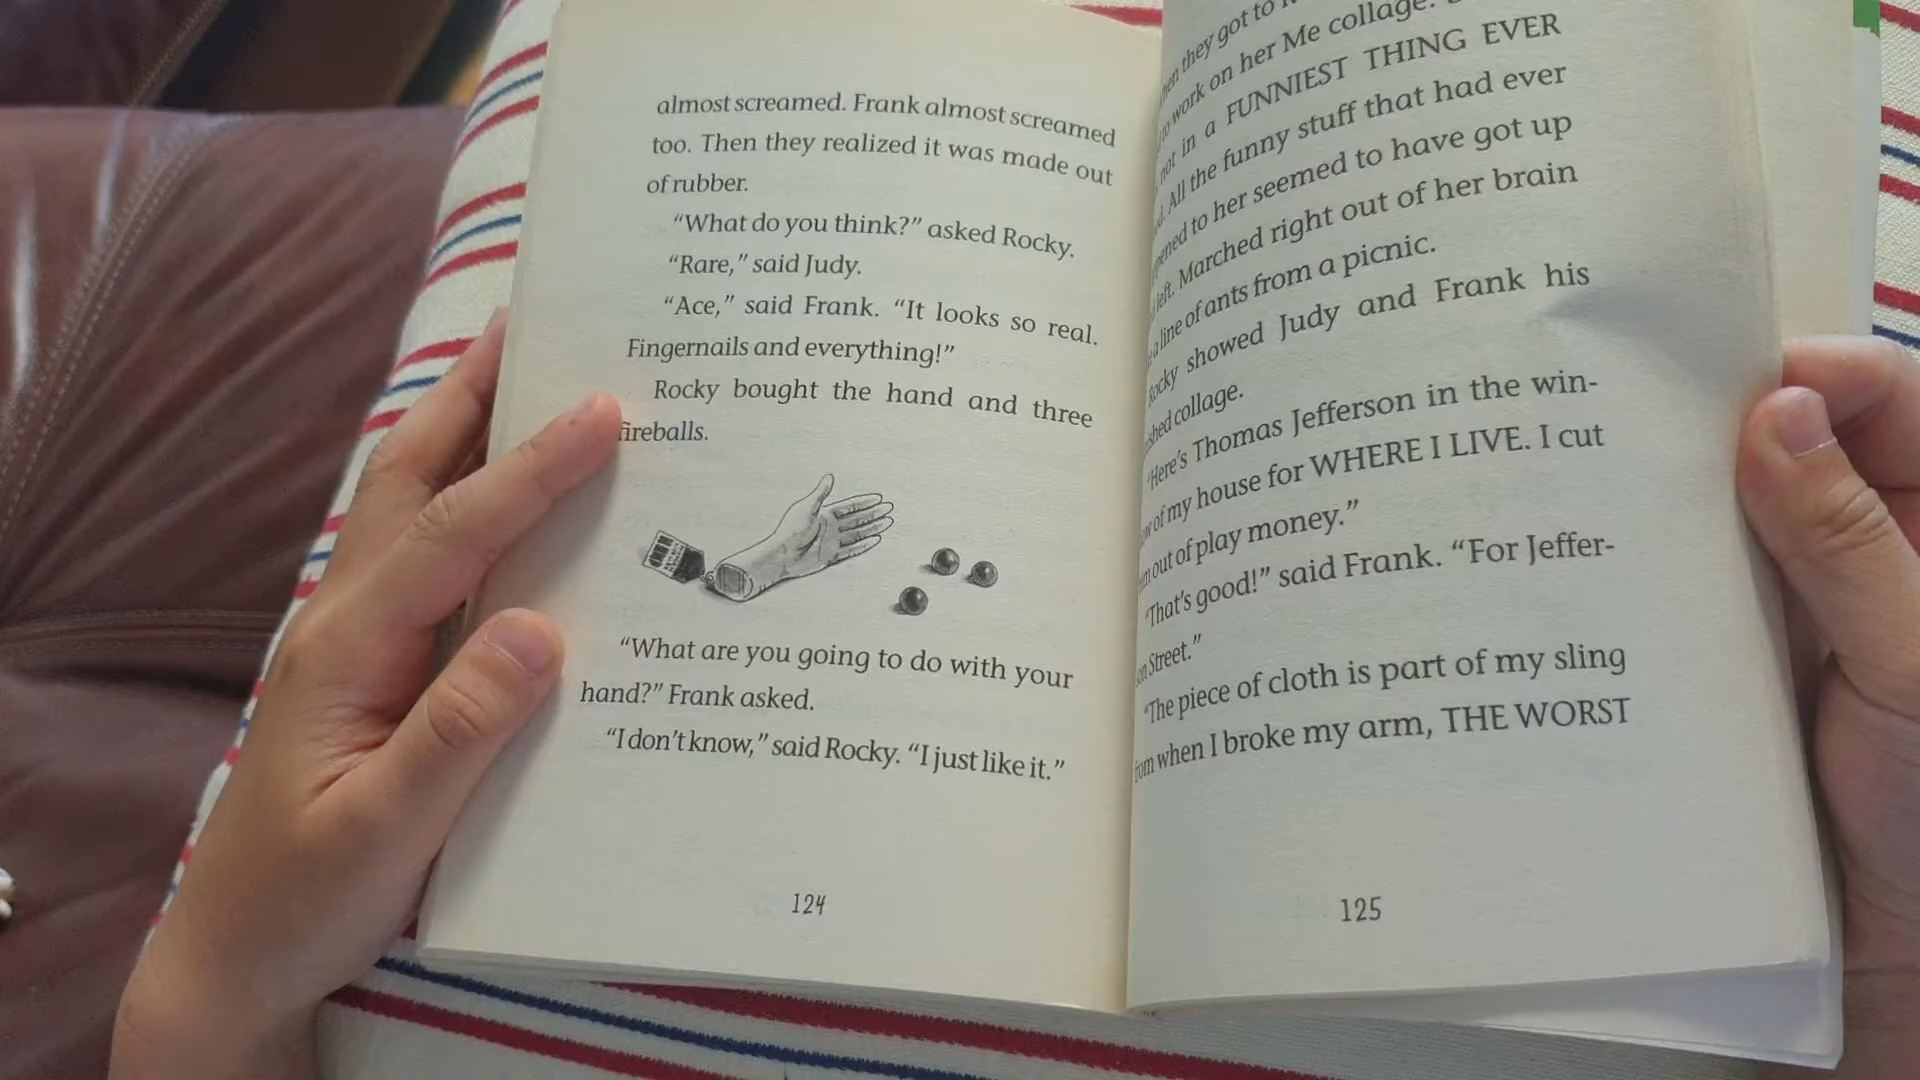 almost screamed. Frank almost screamed
too. Then they realized it was made out
of rubber.
“What do you think?” asked Rocky.
“Rare,” said Judy.
“Ace,” said Frank. “It looks so real.
Fingernails and everything!”
Rocky bought the hand and three
fireballs.
“What are you going to do with your
hand?” Frank asked.
“I don’t know,” said Rocky. “I just like it.”
124
they got to
work on her Me collage.
not in a FUNNIEST THING EVER
All the funny stuff that had ever
to her seemed to have got up
left. Marched right out of her brain
a line of ants from a picnic.
Rocky showed Judy and Frank his
collage.
“Here’s Thomas Jefferson in the win-
of my house for WHERE I LIVE. I cut
out of play money.”
“That’s good!” said Frank. “For Jeffer-
Street.”
“The piece of cloth is part of my sling
from when I broke my arm, THE WORST
125